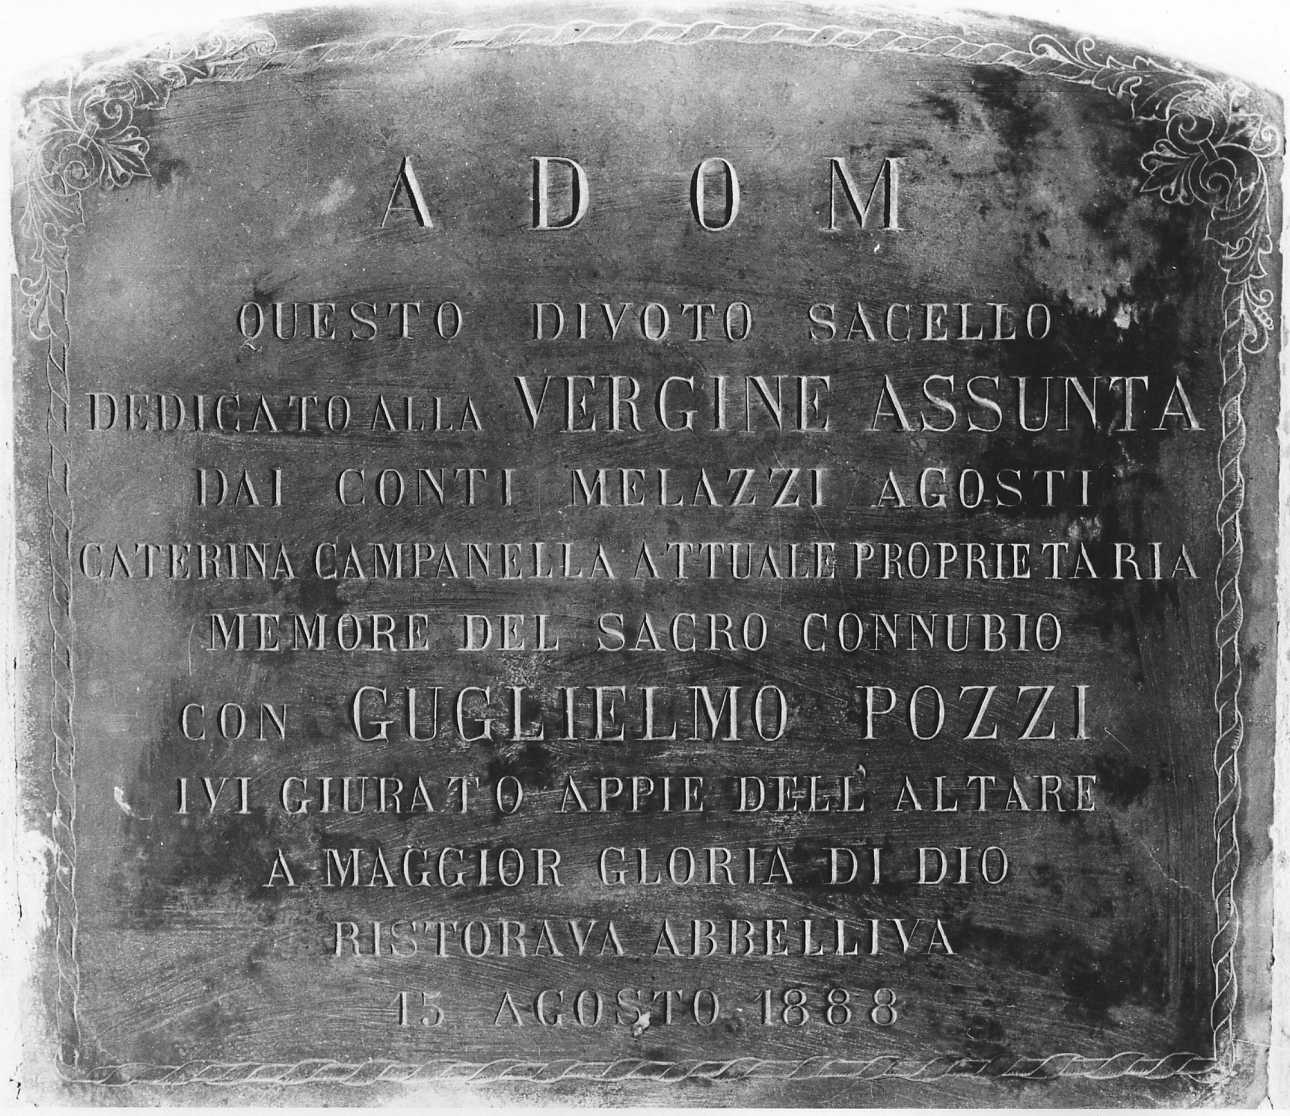 A D O M
QUESTO DIVOTO SACELLO
DEDICATO ALLA VERGINE ASSUNTA
DAI CONTI MELAZZI AGOSTI
CATERINA CAMPANELLA ATTUALE PROPRIETARIA
MEMORE DEL SACRO CONNUBIO
CON GUGLIELMO POZZI
IVI GIURATO APPIE DELL' ALTARE
A MAGGIOR GLORIA DI DIO
RISTORAVA ABBELLIVA
15 AGOSTO 1888